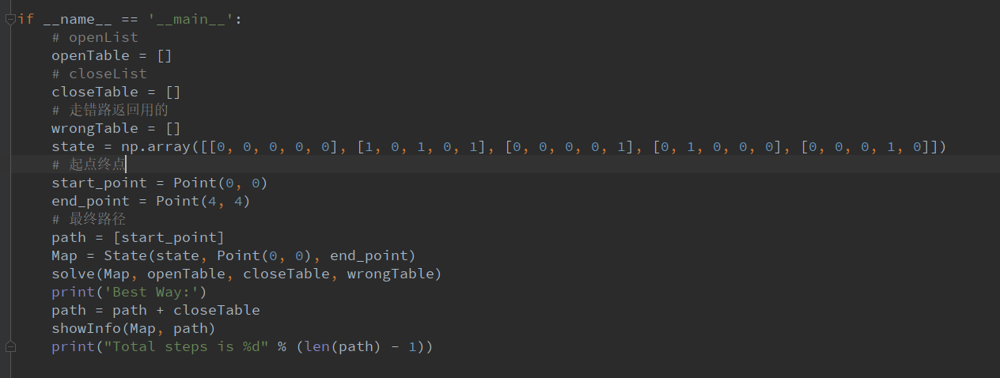 if __name__ == '__main__':
    # openList
    openTable = []
    # closeList
    closeTable = []
    # 走错路返回用的
    wrongTable = []
    state = np.array([[0, 0, 0, 0, 0], [1, 0, 1, 0, 1], [0, 0, 0, 0, 1], [0, 1, 0, 0, 0], [0, 0, 0, 1, 0]])
    # 起点终点
    start_point = Point(0, 0)
    end_point = Point(4, 4)
    # 最终路径
    path = [start_point]
    Map = State(state, Point(0, 0), end_point)
    solve(Map, openTable, closeTable, wrongTable)
    print('Best Way:')
    path = path + closeTable
    showInfo(Map, path)
    print("Total steps is %d" % (len(path) - 1))